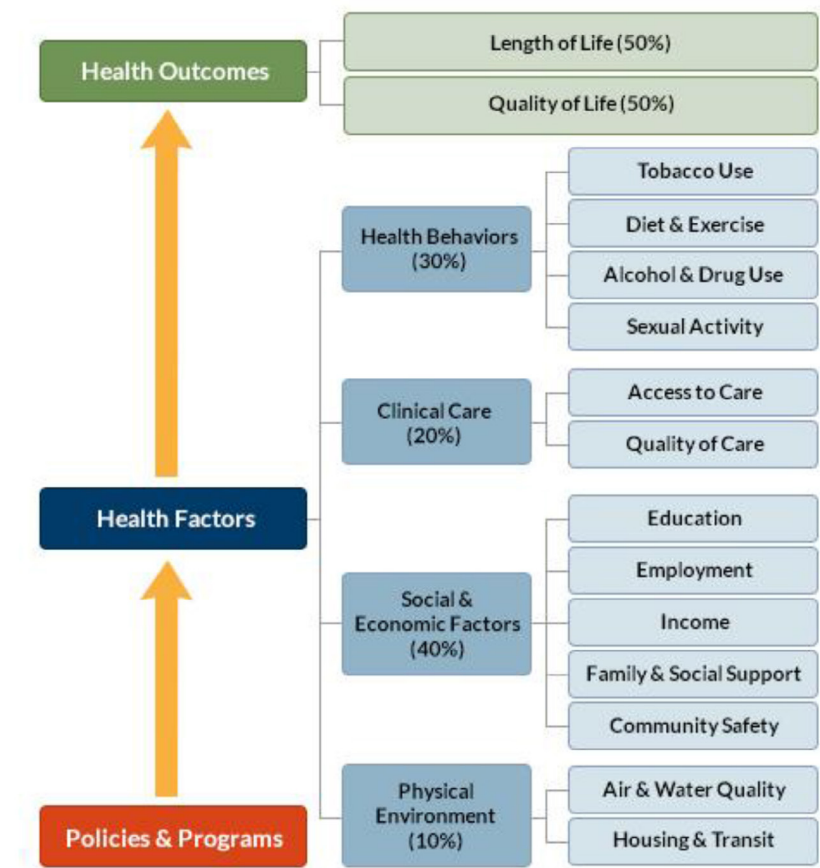 Health Outcomes
Length of Life (50%)
Quality of Life (50%)
Health Factors
Health Behaviors
(30%)
Tobacco Use
Diet & Exercise
Alcohol & Drug Use
Sexual Activity
Clinical Care
(20%)
Access to Care
Quality of Care
Social &
Economic Factors
(40%)
Education
Employment
Income
Family & Social Support
Community Safety
Physical
Environment
(10%)
Air & Water Quality
Housing & Transit
Policies & Programs